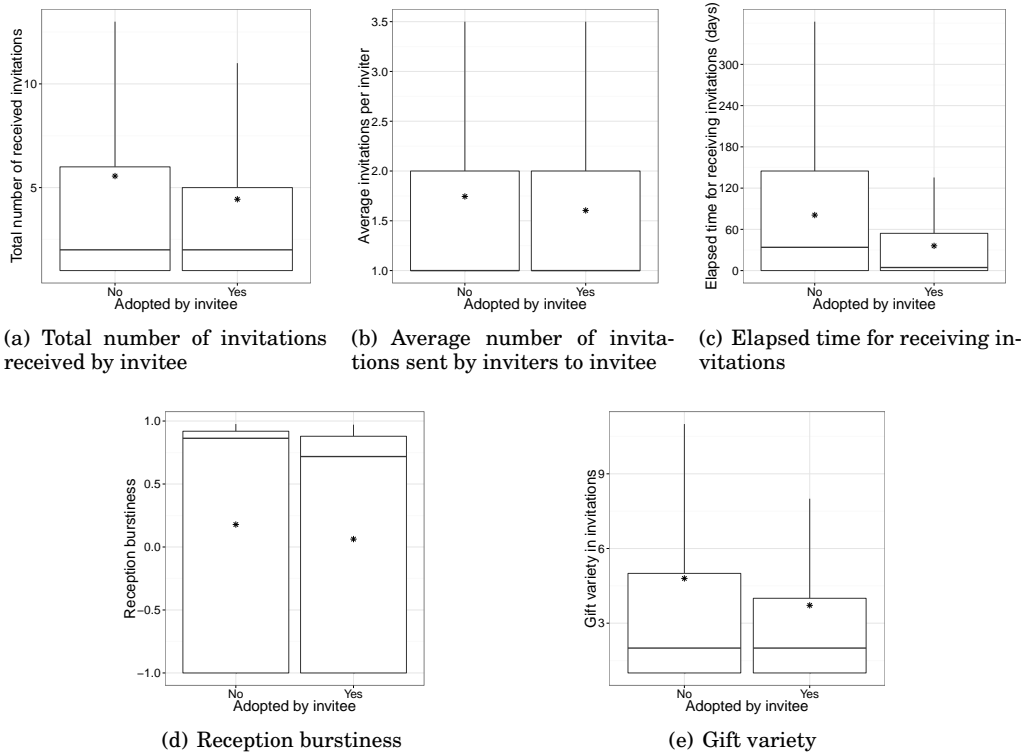 Total number of received invitations
10
5
No
Yes
Adopted by invitee
(a) Total number of invitations
received by invitee
Average invitations per inviter
3.5
3.0
2.5
2.0
1.5
1.0
No
Yes
Adopted by invitee
(b) Average number of invita-
tions sent by inviters to invitee
Elapsed time for receiving invitations (days)
300
240
180
120
60
0
No
Yes
Adopted by invitee
(c) Elapsed time for receiving in-
vitations
Reception burstiness
1.0
0.5
0.0
−0.5
−1.0
No
Yes
Adopted by invitee
(d) Reception burstiness
Gift variety in invitations
9
6
3
No
Yes
Adopted by invitee
(e) Gift variety